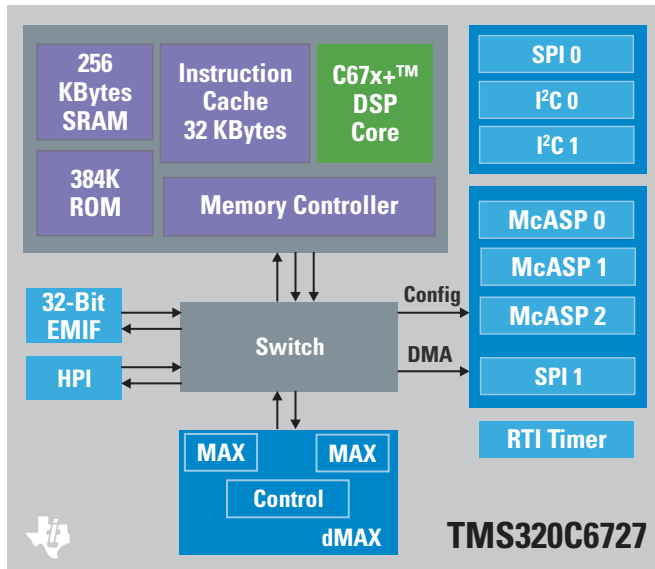 256
KBytes
SRAM
Instruction
Cache
32 KBytes
C67x+™
DSP
Core
384K
ROM
Memory Controller
SPI 0
I²C 0
I²C 1
McASP 0
McASP 1
McASP 2
SPI 1
RTI Timer
32-Bit
EMIF
HPI
Switch
Config
DMA
MAX
MAX
Control
dMAX
TMS320C6727